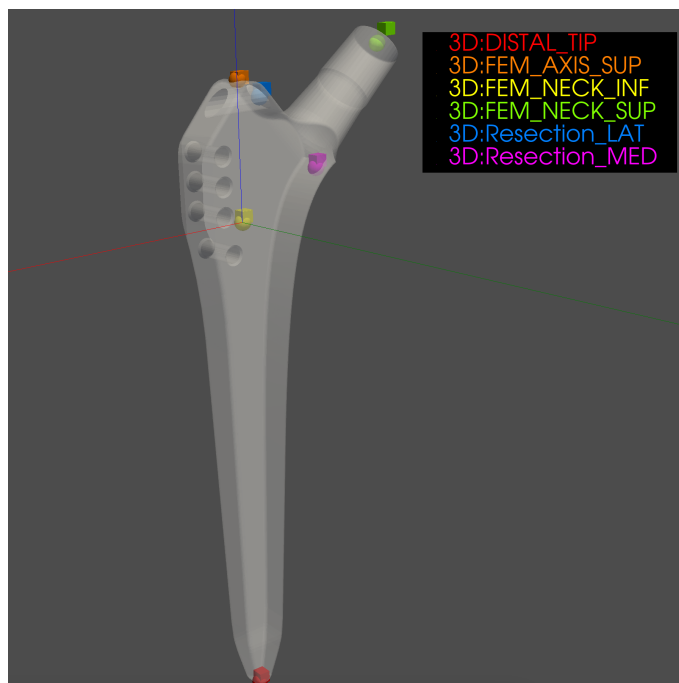 3D:DISTAL_TIP
3D:FEM_AXIS_SUP
3D:FEM_NECK_INF
3D:FEM_NECK_SUP
3D:Resection_LAT
3D:Resection_MED